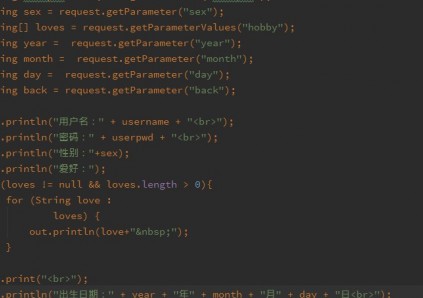 ing sex = request.getParameter("sex");
ing[] loves = request.getParameterValues("hobby");
ing year =  request.getParameter("year");
ing month =  request.getParameter("month");
ing day =  request.getParameter("day");
ing back = request.getParameter("back");
.println("用户名：" + username + "<br>");
.println("密码：" + userpwd + "<br>");
.println("性别："+sex);
.println("爱好：");
(loves != null && loves.length > 0){
for (String love :
loves) {
out.println(love+"&nbsp;");
}
.print("<br>");
.println("出生日期：" + year + "年" + month + "月" + day + "日<br>");